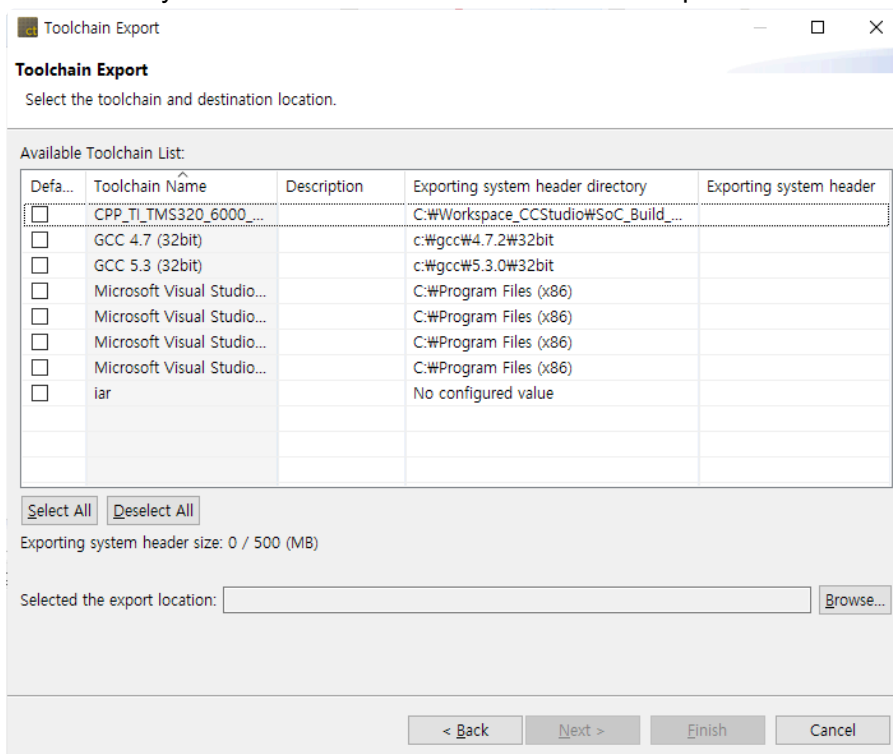 ct Toolchain Export
Toolchain Export
Select the toolchain and destination location.
Available Toolchain List:
Defa... Toolchain Name Description Exporting system header directory Exporting system header
CPP_TI_TMS320_6000_... C:₩Workspace_CCStudio₩SoC_Build_...
GCC 4.7 (32bit) c:₩gcc₩4.7.2₩32bit
GCC 5.3 (32bit) c:₩gcc₩5.3.0₩32bit
Microsoft Visual Studio... C:₩Program Files (x86)
Microsoft Visual Studio... C:₩Program Files (x86)
Microsoft Visual Studio... C:₩Program Files (x86)
Microsoft Visual Studio... C:₩Program Files (x86)
iar No configured value
Select All Deselect All
Exporting system header size: 0 / 500 (MB)
Selected the export location: Browse...
< Back Next > Finish Cancel